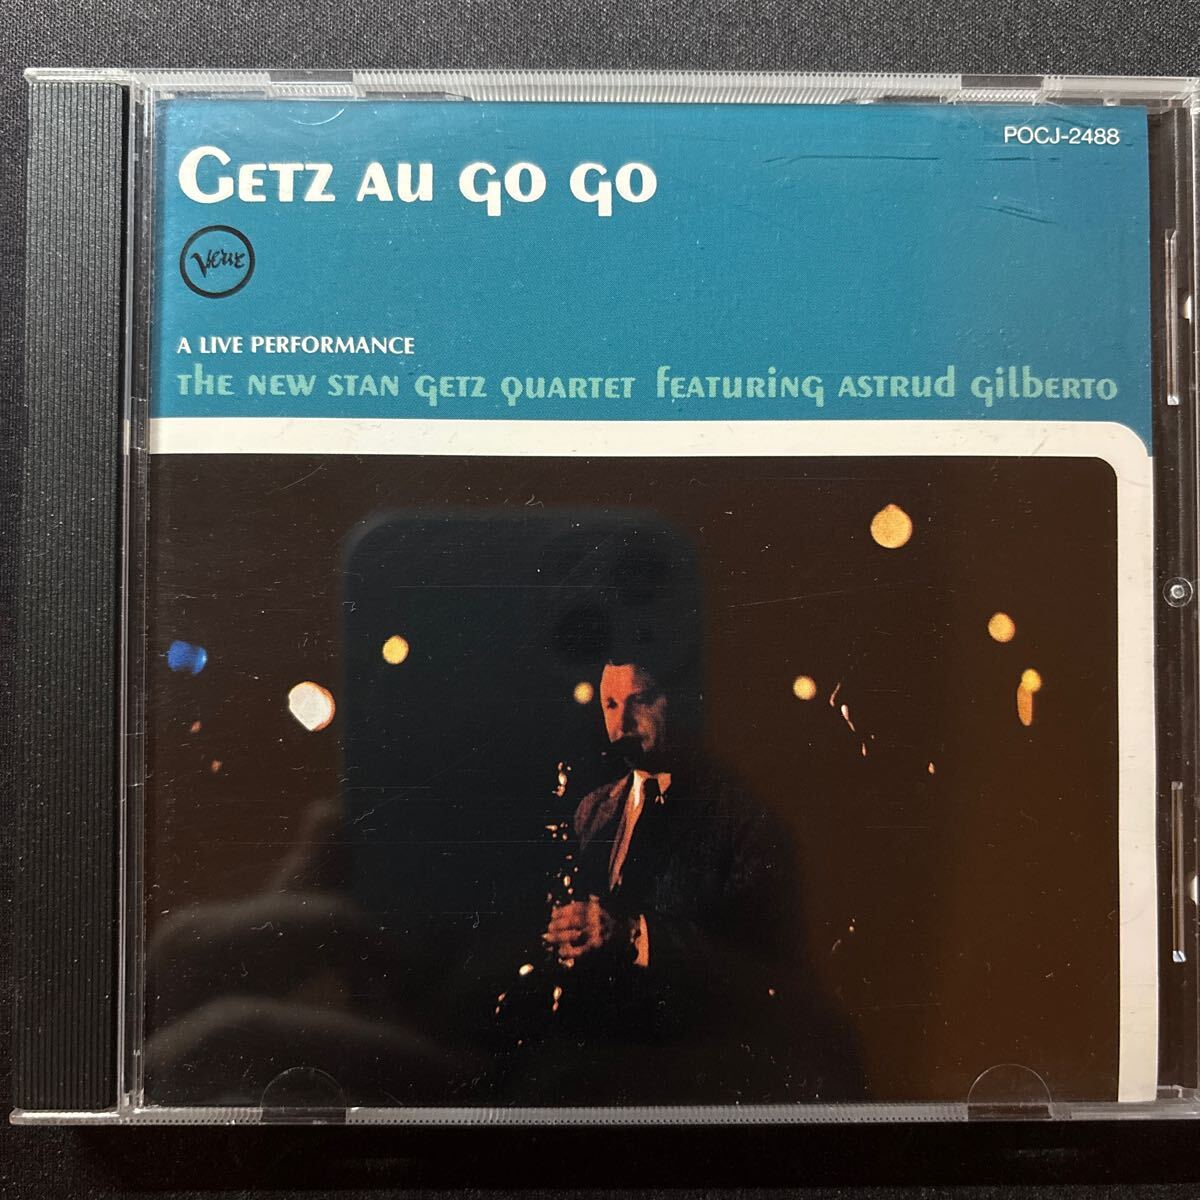 POCJ-2488
GETZ AU GO GO
Verve
A LIVE PERFORMANCE
THE NEW STAN GETZ QUARTET FEATURING ASTRUD GILBERTO